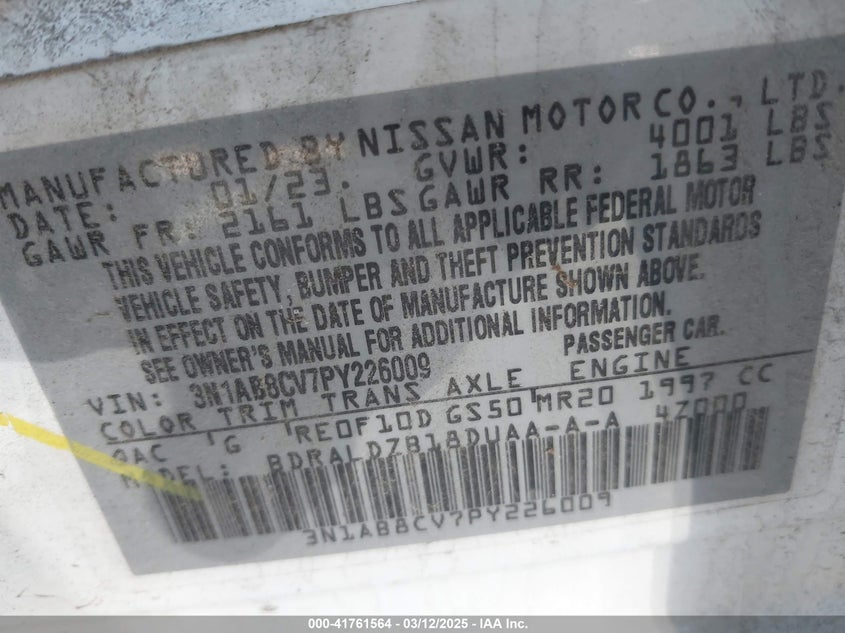 MANUFACTURED BY NISSAN MOTOR CO., LTD.
DATE: 01/23. GVWR: 4001 LBS
GAWR FR: 2161 LBS GAWR RR: 1863 LBS
THIS VEHICLE CONFORMS TO ALL APPLICABLE FEDERAL MOTOR
VEHICLE SAFETY, BUMPER AND THEFT PREVENTION STANDARDS
IN EFFECT ON THE DATE OF MANUFACTURE SHOWN ABOVE.
SEE OWNER'S MANUAL FOR ADDITIONAL INFORMATION.
VIN: 3N1AB8CV7PY226009 PASSENGER CAR.
COLOR TRIM TRANS AXLE ENGINE
QAC G RE0F10D GS50 MR20 1997 CC
MODEL: BDRALDZB18DUAA-A-A 47000
3N1AB8CV7PY226009
000-41761564 | 03/12/2025 - IAA Inc.